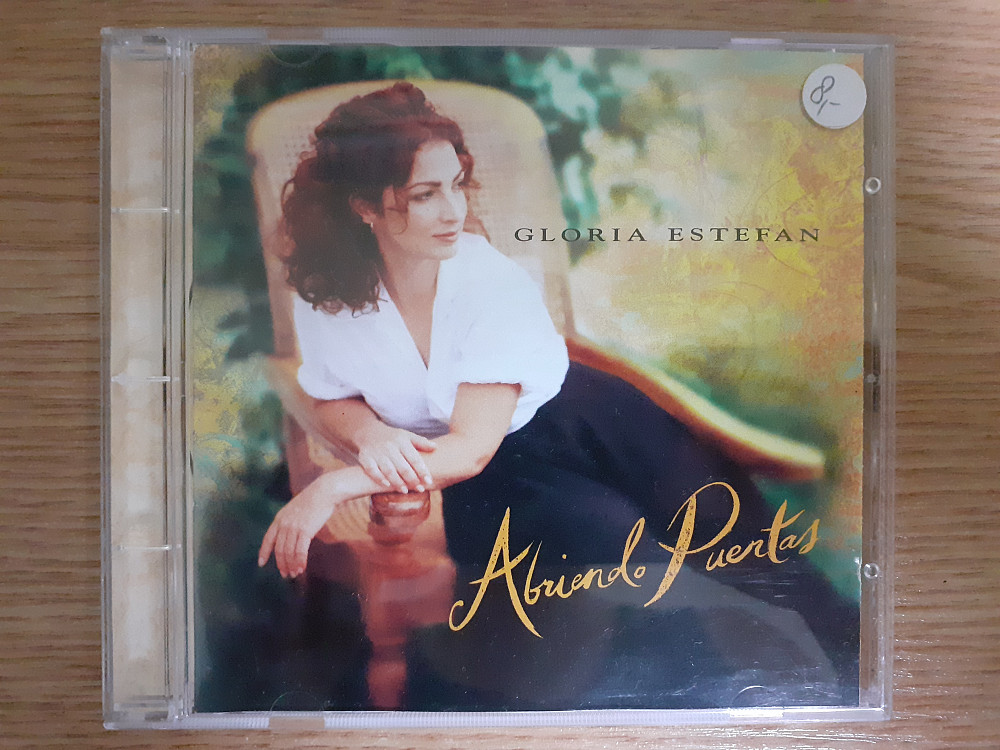 8,-
GLORIA ESTEFAN
Abriendo Puertas